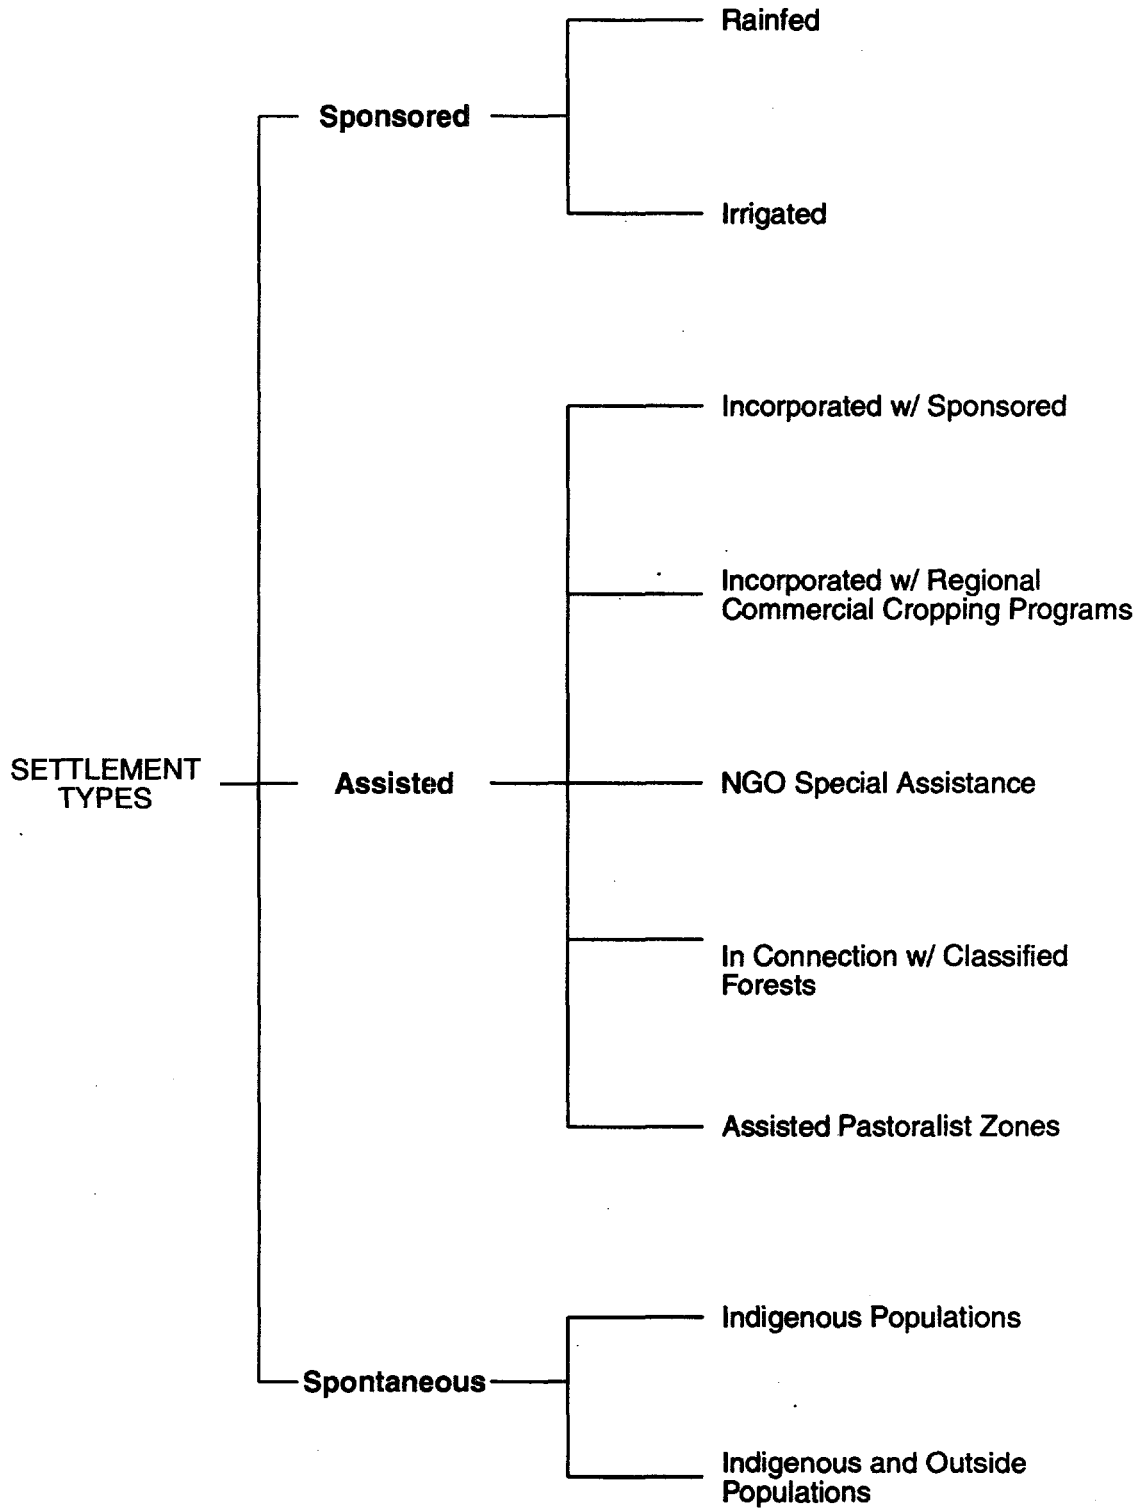 Rainfed
Sponsored
Irrigated
Incorporated w/ Sponsored
Incorporated w/ Regional
Commercial Cropping Programs
SETTLEMENT
TYPES
Assisted
NGO Special Assistance
In Connection w/ Classified
Forests
Assisted Pastoralist Zones
Indigenous Populations
Spontaneous
Indigenous and Outside
Populations